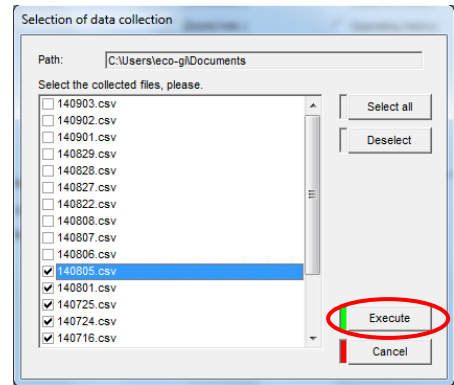 Selection of data collection
Path: C:\Users\eco-gl\Documents
Select the collected files, please.
140903.csv
140902.csv
140901.csv
140829.csv
140828.csv
140827.csv
140822.csv
140808.csv
140807.csv
140806.csv
140805.csv
140801.csv
140725.csv
140724.csv
140716.csv
Select all
Deselect
Execute
Cancel